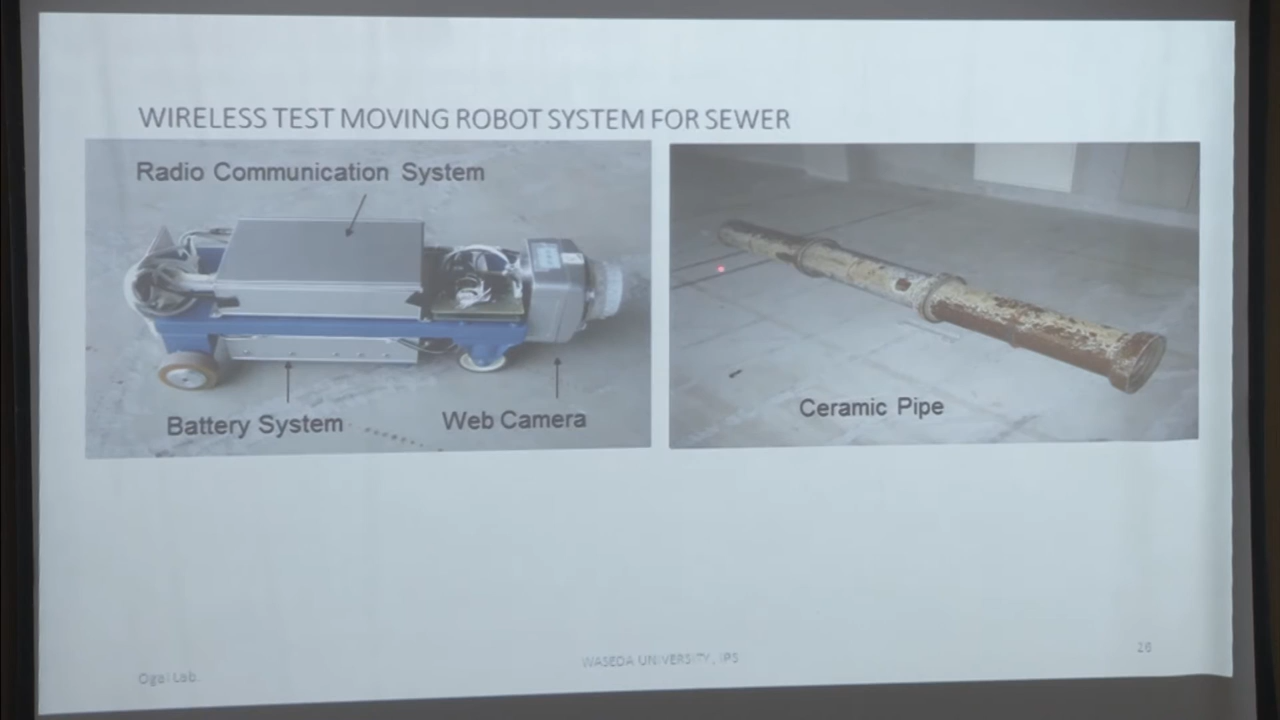 WIRELESS TEST MOVING ROBOT SYSTEM FOR SEWER
Radio Communication System
Battery System
Web Camera
Ceramic Pipe
Ogai Lab.
WASEDA UNIVERSITY, IPS
26